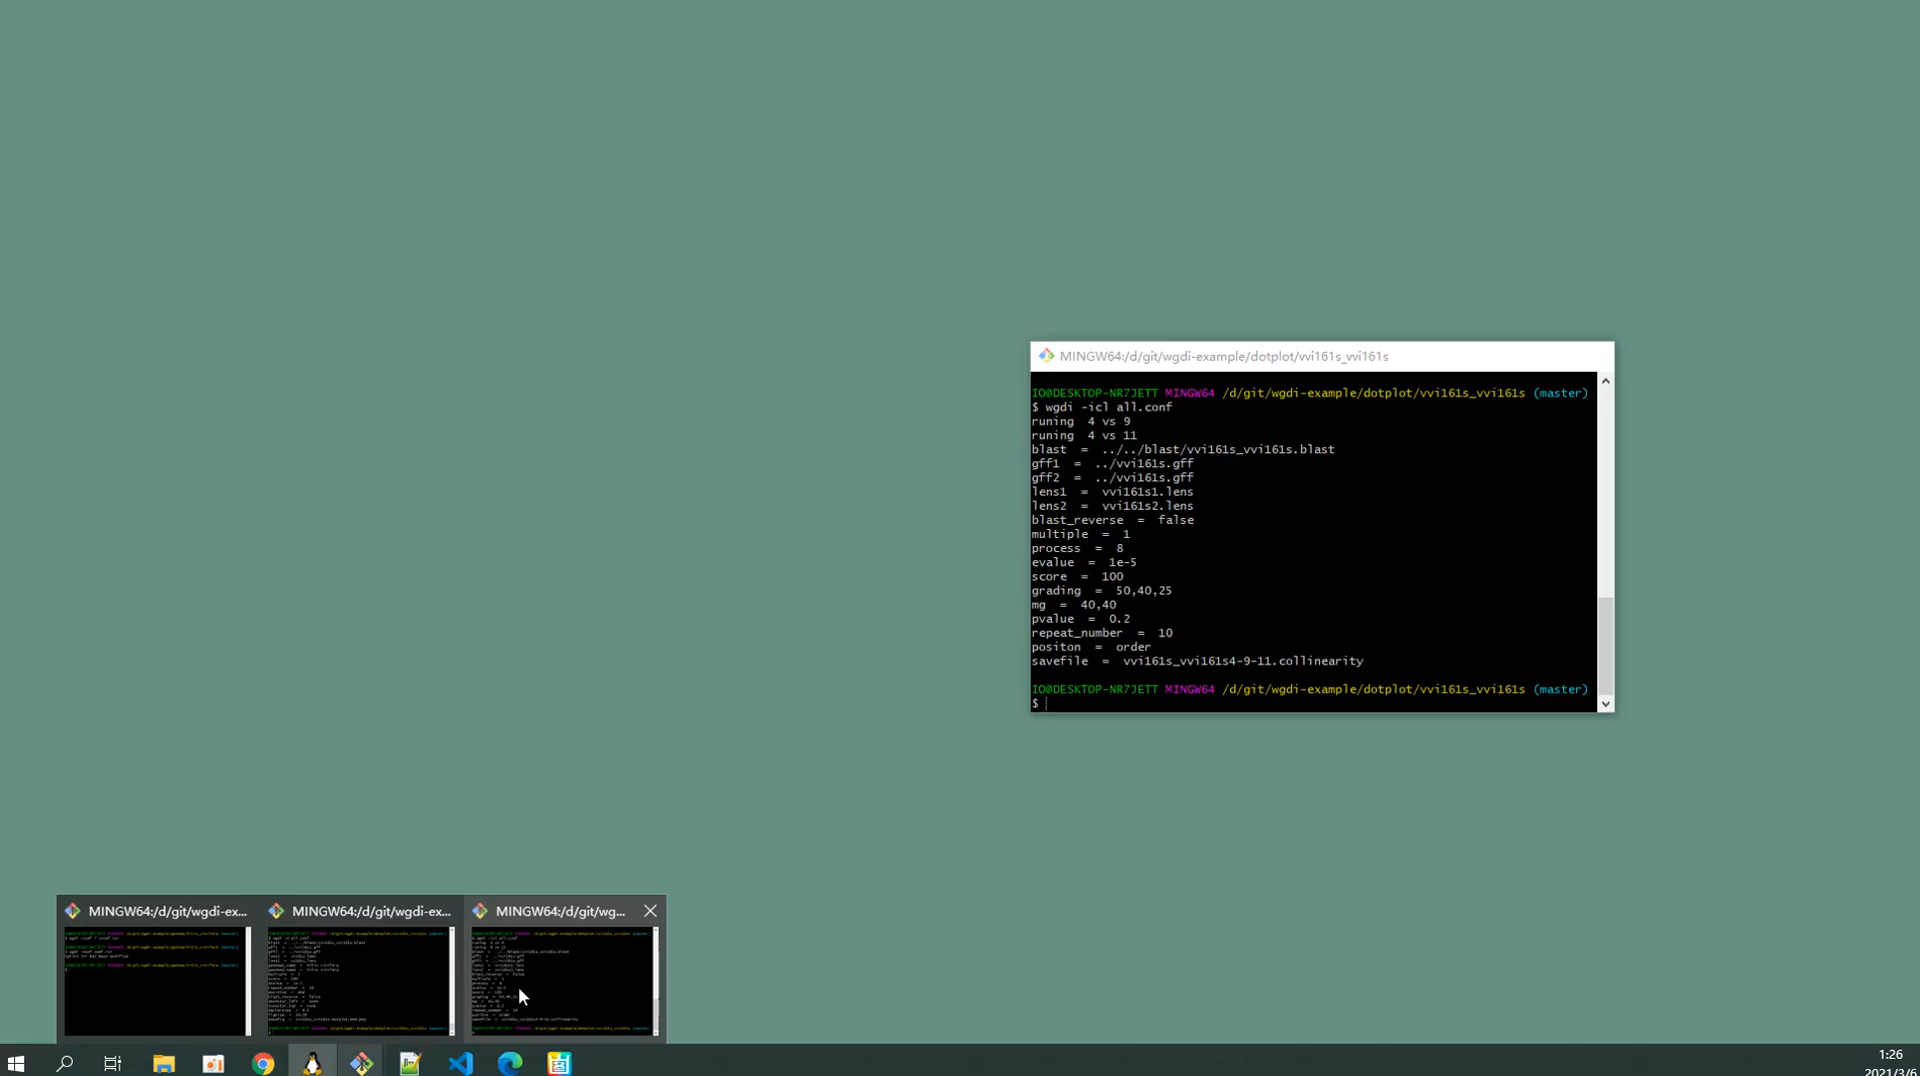 MINGW64:/d/git/wgdi-example/dotplot/vvi161s_vvi161s
IO@DESKTOP-NR7JETT MINGW64 /d/git/wgdi-example/dotplot/vvi161s_vvi161s (master)
$ wgdi -icl all.conf
runing  4 vs 9
runing  4 vs 11
blast  =  ../../blast/vvi161s_vvi161s.blast
gff1  =  ../vvi161s.gff
gff2  =  ../vvi161s.gff
lens1  =  vvi161s1.lens
lens2  =  vvi161s2.lens
blast_reverse  =  false
multiple  =  1
process  =  8
evalue  =  1e-5
score  =  100
grading  =  50,40,25
mg  =  40,40
pvalue  =  0.2
repeat_number  =  10
positon  =  order
savefile  =  vvi161s_vvi161s4-9-11.collinearity
IO@DESKTOP-NR7JETT MINGW64 /d/git/wgdi-example/dotplot/vvi161s_vvi161s (master)
$
MINGW64:/d/git/wgdi-ex...
MINGW64:/d/git/wgdi-ex...
MINGW64:/d/git/wg...
1:26
2021/3/6